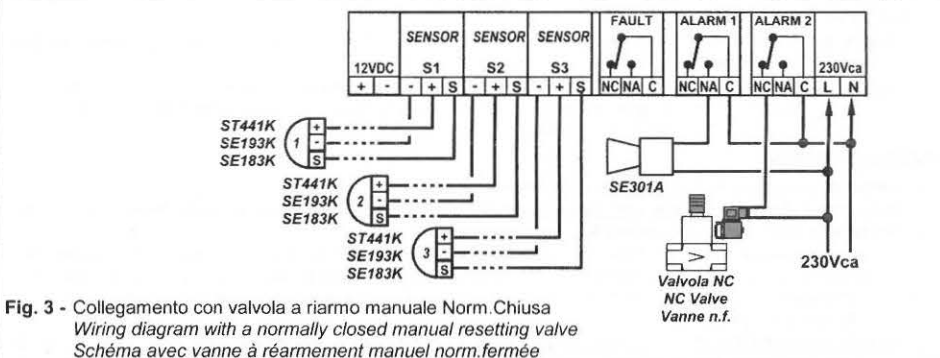 FAULT ALARM 1 ALARM 2
SENSOR SENSOR SENSOR
12VDC S1 S2 S3 230Vca
+ - - + S - + S - + S NC NA C NC NA C NC NA C L N
ST441K
SE193K
SE183K
1
+
-
S
ST441K
SE193K
SE183K
2
+
-
S
ST441K
SE193K
SE183K
3
+
-
S
SE301A
230Vca
Valvola NC
NC Valve
Vanne n.f.
Fig. 3 - Collegamento con valvola a riarmo manuale Norm.Chiusa
Wiring diagram with a normally closed manual resetting valve
Schéma avec vanne à réarmement manuel norm.fermée